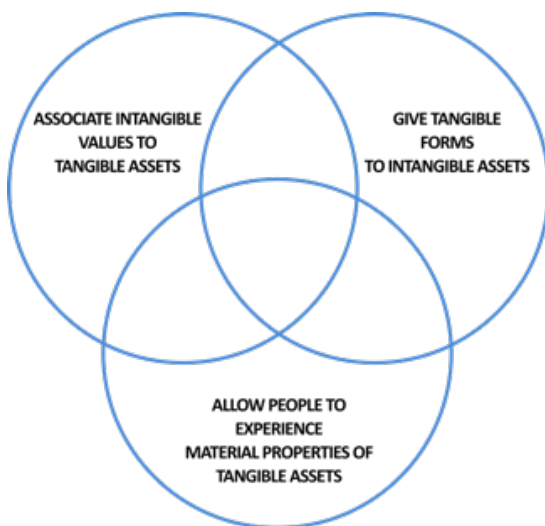 ASSOCIATE INTANGIBLE
VALUES TO
TANGIBLE ASSETS
GIVE TANGIBLE
FORMS
TO INTANGIBLE ASSETS
ALLOW PEOPLE TO
EXPERIENCE
MATERIAL PROPERTIES OF
TANGIBLE ASSETS